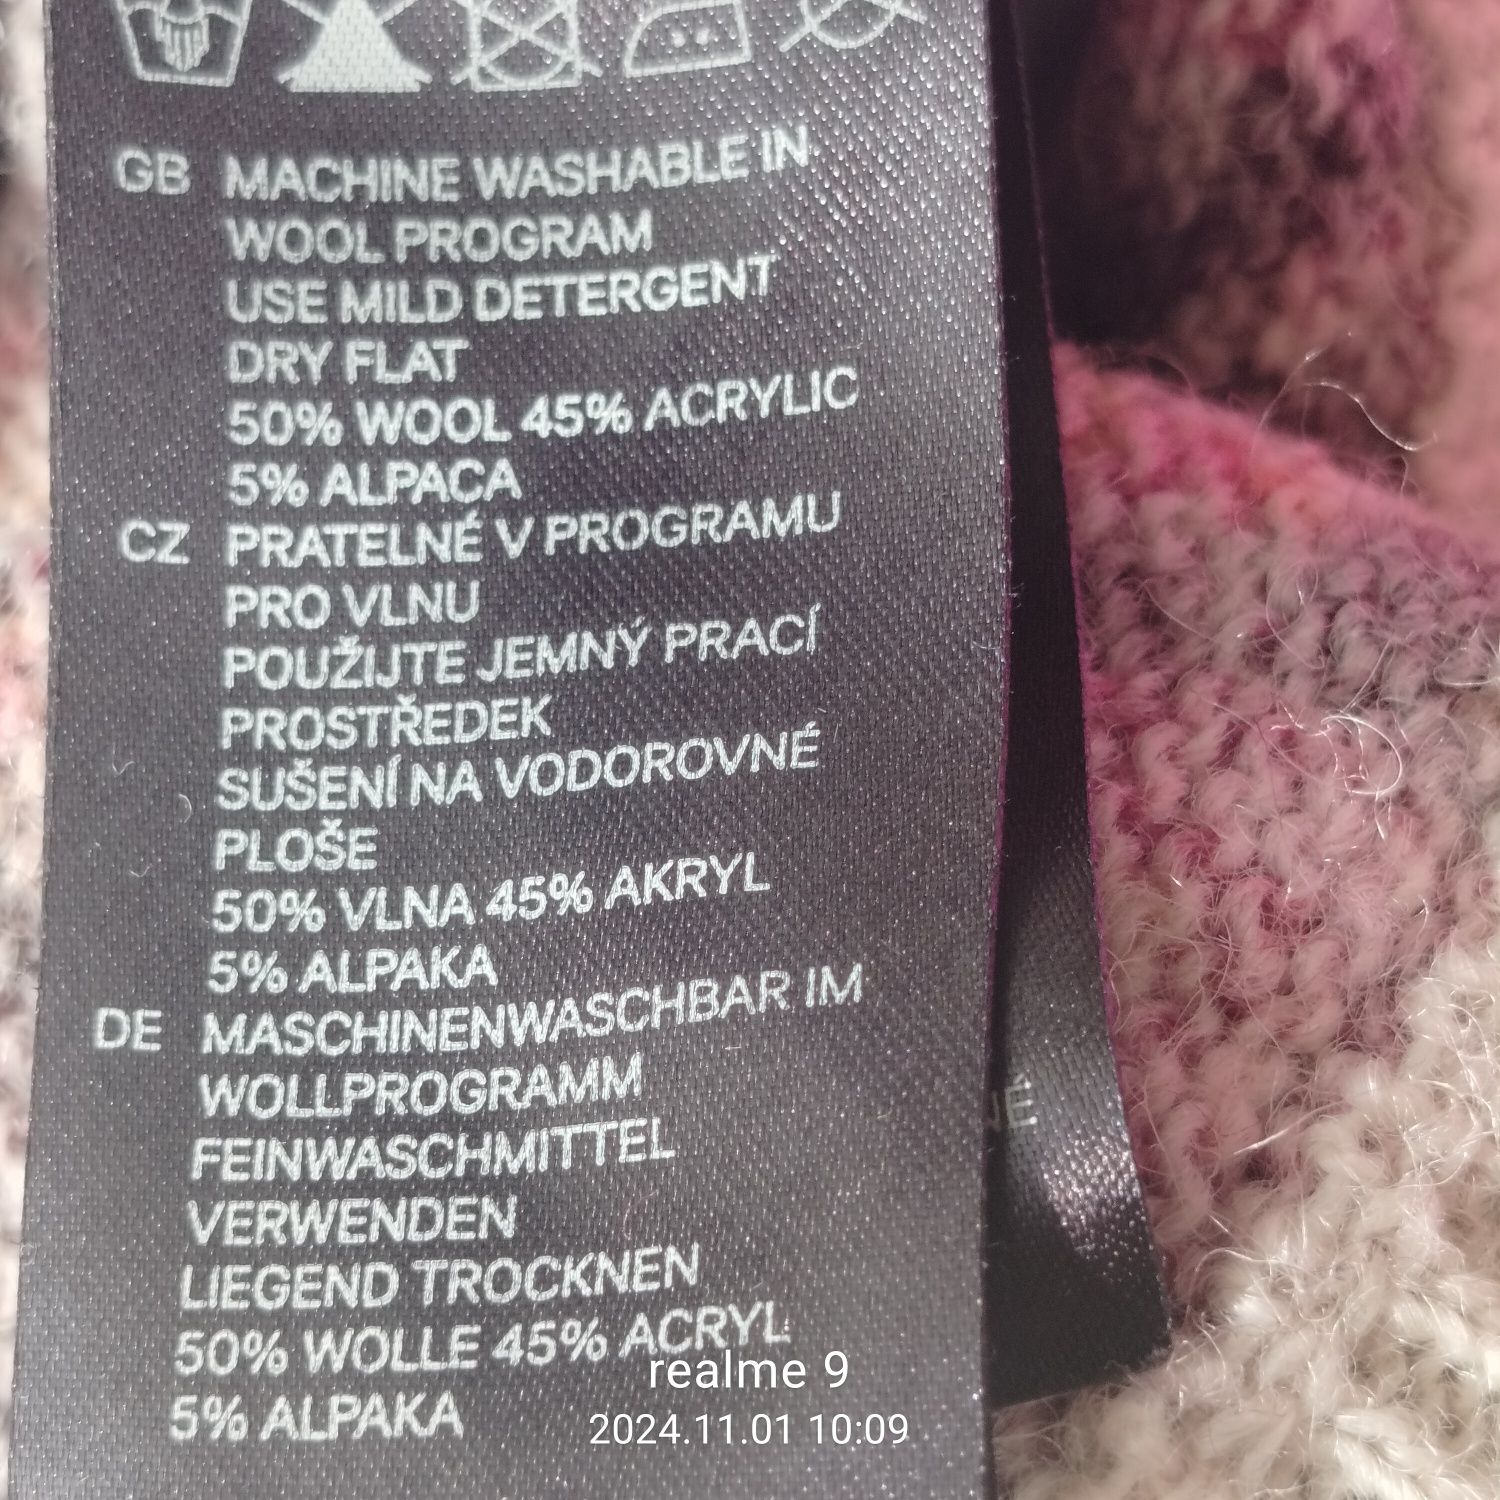 GB MACHINE WASHABLE IN
WOOL PROGRAM
USE MILD DETERGENT
DRY FLAT
50% WOOL 45% ACRYLIC
5% ALPACA
CZ PRATELNÉ V PROGRAMU
PRO VLNU
POUŽIJTE JEMNÝ PRACÍ
PROSTŘEDEK
SUŠENÍ NA VODOROVNÉ
PLOŠE
50% VLNA 45% AKRYL
5% ALPAKA
DE MASCHINENWASCHBAR IM
WOLLPROGRAMM
FEINWASCHMITTEL
VERWENDEN
LIEGEND TROCKNEN
50% WOLLE 45% ACRYL
5% ALPAKA
realme 9
2024.11.01 10:09